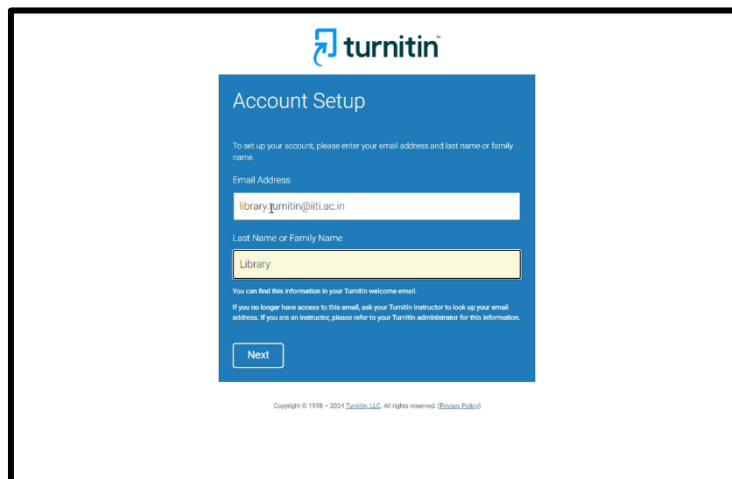 turnitin™
Account Setup
To set up your account, please enter your email address and last name or family
name.
Email Address
library.turnitin@iiti.ac.in
Last Name or Family Name
Library
You can find this information in your Turnitin welcome email.
If you no longer have access to this email, ask your Turnitin instructor to look up your email
address. If you are an instructor, please refer to your Turnitin administrator for this information.
Next
Copyright © 1998 – 2024 Turnitin, LLC. All rights reserved. (Privacy Policy)